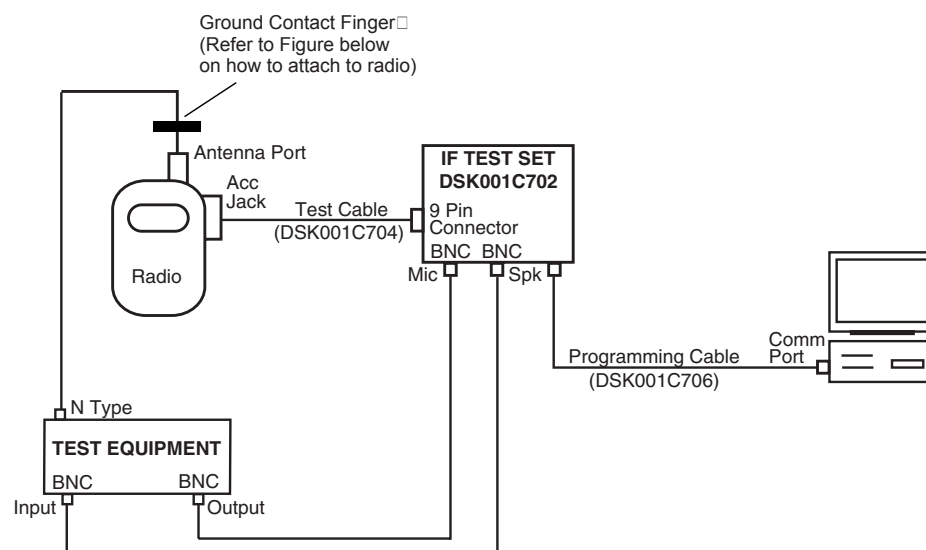 Ground Contact Finger□
(Refer to Figure below
on how to attach to radio)
Antenna Port
Acc
Jack
Radio
Test Cable
(DSK001C704)
IF TEST SET
DSK001C702
9 Pin
Connector
BNC BNC
Mic
Spk
Programming Cable
(DSK001C706)
Comm
Port
N Type
TEST EQUIPMENT
BNC BNC
Input
Output